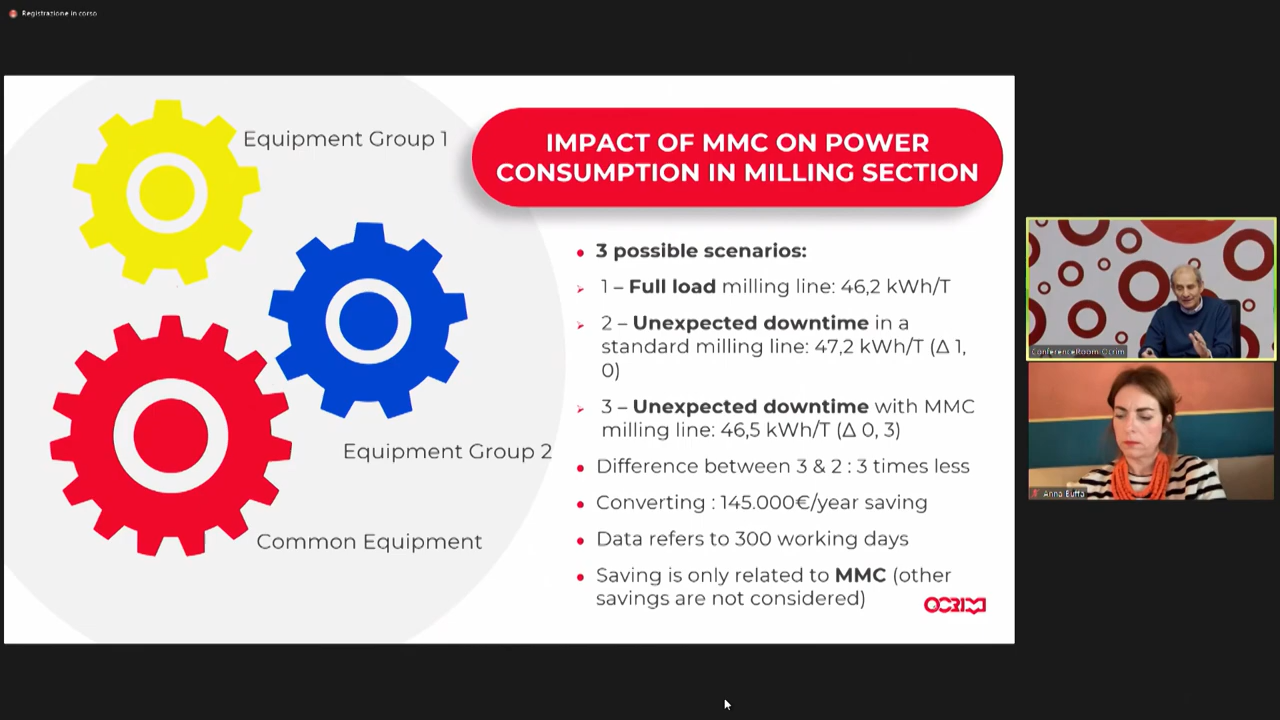 Registrazione in corso
Equipment Group 1
Equipment Group 2
Common Equipment
IMPACT OF MMC ON POWER
CONSUMPTION IN MILLING SECTION
3 possible scenarios:
1 – Full load milling line: 46,2 kWh/T
2 – Unexpected downtime in a
standard milling line: 47,2 kWh/T (Δ 1,
0)
3 – Unexpected downtime with MMC
milling line: 46,5 kWh/T (Δ 0, 3)
Difference between 3 & 2 : 3 times less
Converting : 145.000€/year saving
Data refers to 300 working days
Saving is only related to MMC (other
savings are not considered)
OCRIM
ConferenceRoom Ocrim
Anna Buffa